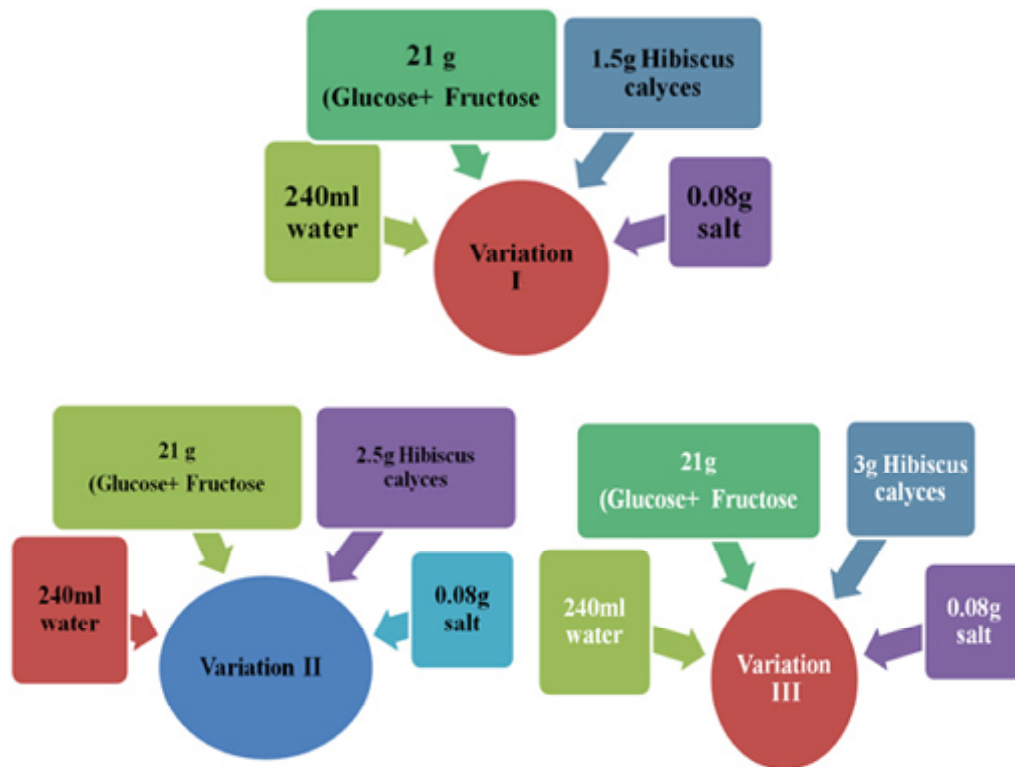 21 g
(Glucose+ Fructose
1.5g Hibiscus
calyces
240ml
water
0.08g
salt
Variation
I
21 g
(Glucose+ Fructose
2.5g Hibiscus
calyces
240ml
water
0.08g
salt
Variation II
21g
(Glucose+ Fructose
3g Hibiscus
calyces
240ml
water
0.08g
salt
Variation
III